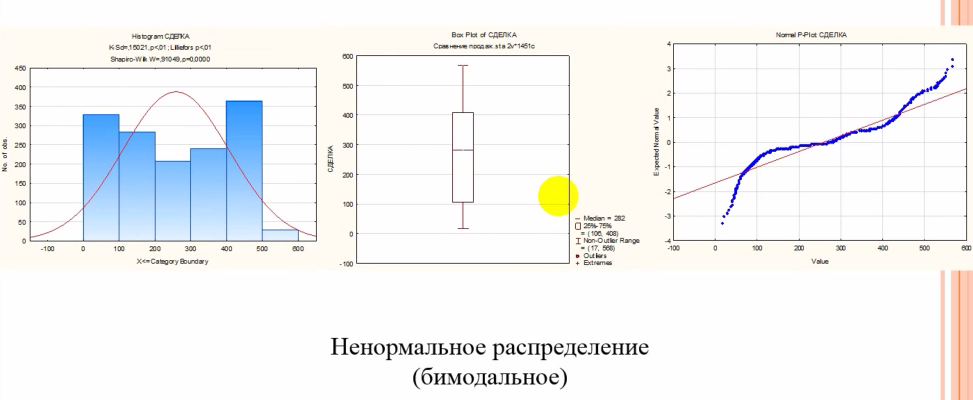 Histogram СДЕЛКА
K-S d=,15021, p<,01 ; Lilliefors p<,01
Shapiro-Wilk W=,91049, p=0,0000
450
400
350
300
250
200
150
100
50
0
No. of obs.
-100 0 100 200 300 400 500 600
X <= Category Boundary
Box Plot of СДЕЛКА
Сравнение продаж.sta 2v*1451c
600
500
400
300
200
100
0
-100
СДЕЛКА
Median = 282
25%-75%
= (106, 408)
Non-Outlier Range
= (17, 568)
Outliers
Extremes
Normal P-Plot СДЕЛКА
4
3
2
1
0
-1
-2
-3
-4
Expected Normal Value
-100 0 100 200 300 400 500 600
Value
Ненормальное распределение
(бимодальное)